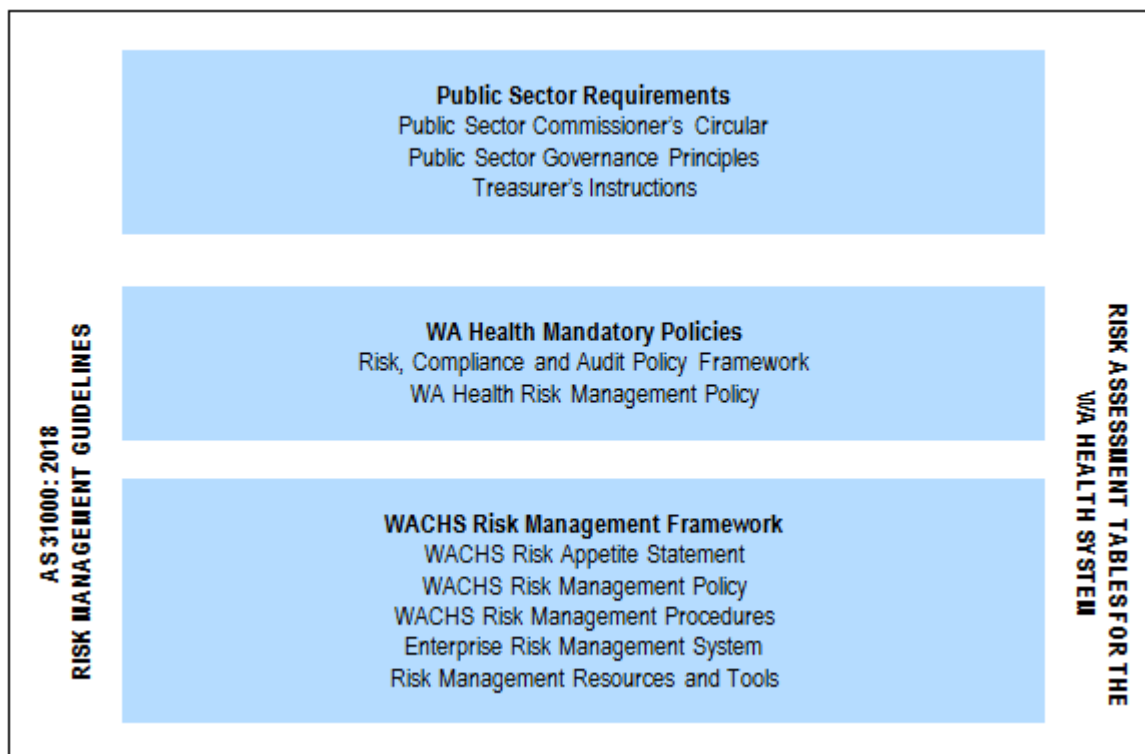 Public Sector Requirements
Public Sector Commissioner's Circular
Public Sector Governance Principles
Treasurer's Instructions
WA Health Mandatory Policies
Risk, Compliance and Audit Policy Framework
WA Health Risk Management Policy
WACHS Risk Management Framework
WACHS Risk Appetite Statement
WACHS Risk Management Policy
WACHS Risk Management Procedures
Enterprise Risk Management System
Risk Management Resources and Tools
AS 31000: 2018
RISK MANAGEMENT GUIDELINES
RISK ASSESSMENT TABLES FOR THE
WA HEALTH SYSTEM